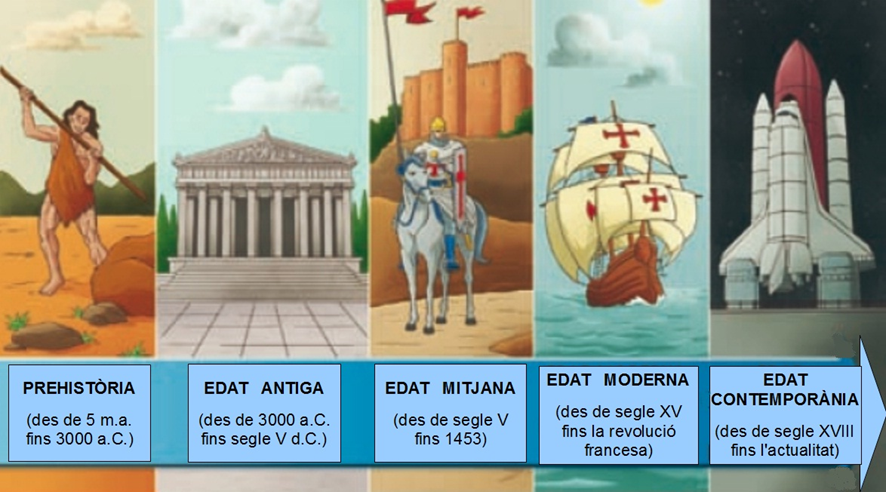 PREHISTÒRIA
(des de 5 m.a.
fins 3000 a.C.)
EDAT ANTIGA
(des de 3000 a.C.
fins segle V d.C.)
EDAT MITJANA
(des de segle V
fins 1453)
EDAT MODERNA
(des de segle XV
fins la revolució
francesa)
EDAT
CONTEMPORÀNIA
(des de segle XVIII
fins l'actualitat)